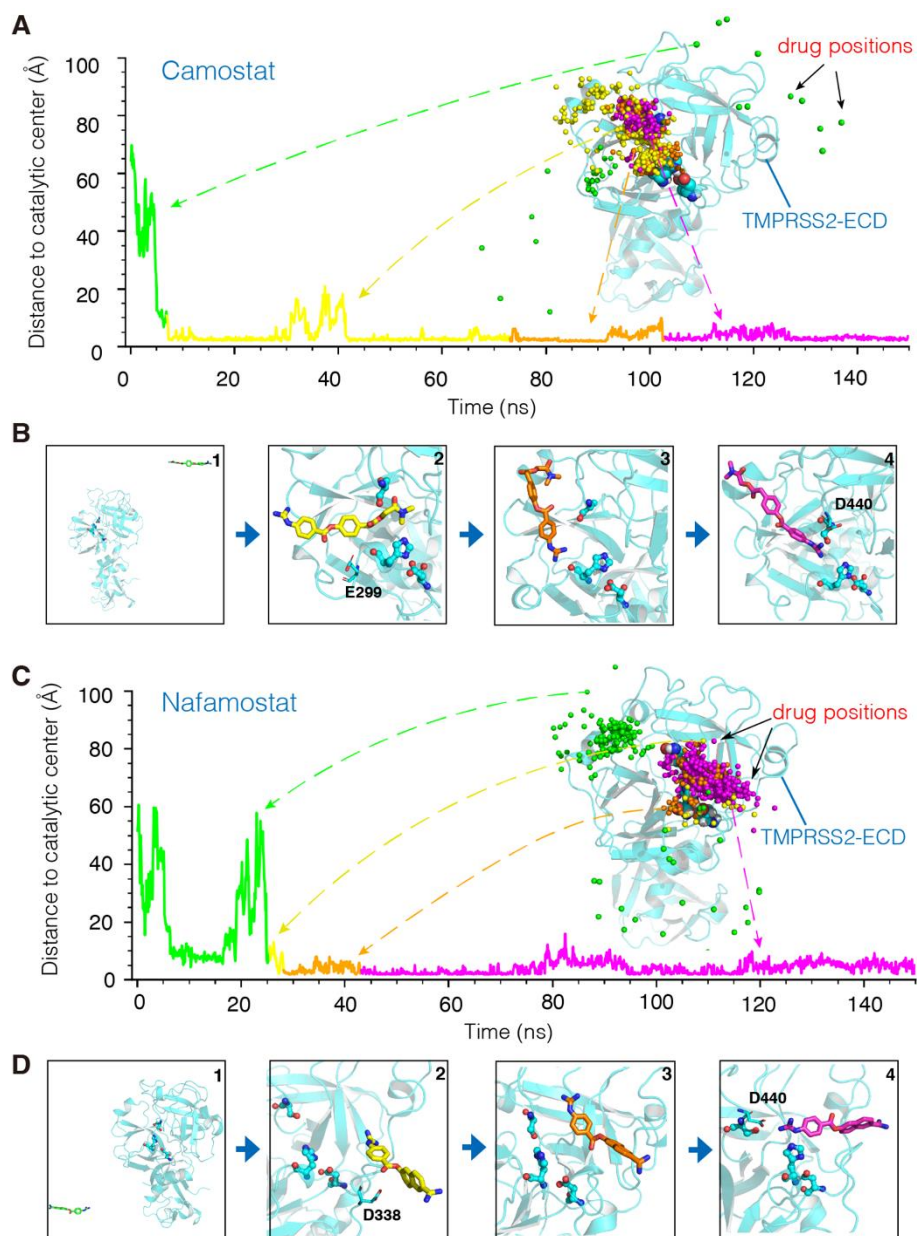 A
Camostat
drug positions
TMPRSS2-ECD
Distance to catalytic center (Å)
100
80
60
40
20
0
0 20 40 60 80 100 120 140
Time (ns)
B
1
2
E299
3
4
D440
C
Nafamostat
drug positions
TMPRSS2-ECD
Distance to catalytic center (Å)
100
80
60
40
20
0
0 20 40 60 80 100 120 140
Time (ns)
D
1
2
D338
3
4
D440